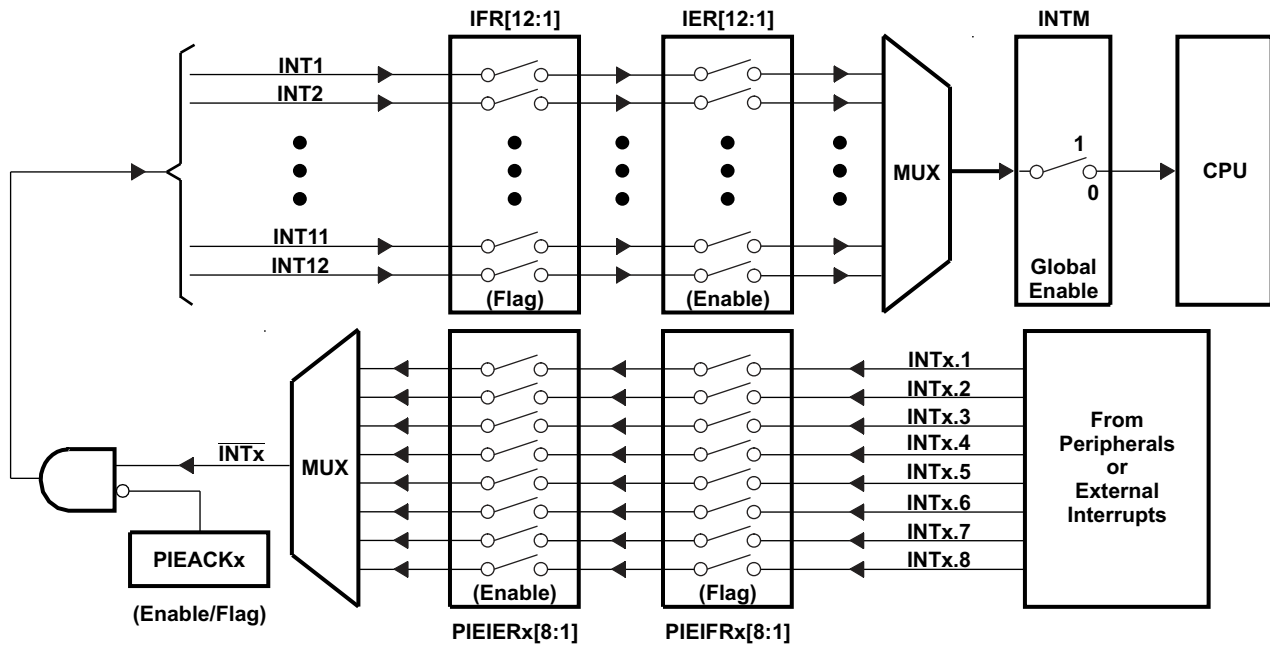 IFR[12:1]
IER[12:1]
INTM
INT1
INT2
INT11
INT12
(Flag)
(Enable)
MUX
1
0
Global
Enable
CPU
INTx
MUX
PIEACKx
(Enable/Flag)
(Enable)
PIEIERx[8:1]
(Flag)
PIEIFRx[8:1]
INTx.1
INTx.2
INTx.3
INTx.4
INTx.5
INTx.6
INTx.7
INTx.8
From
Peripherals
or
External
Interrupts